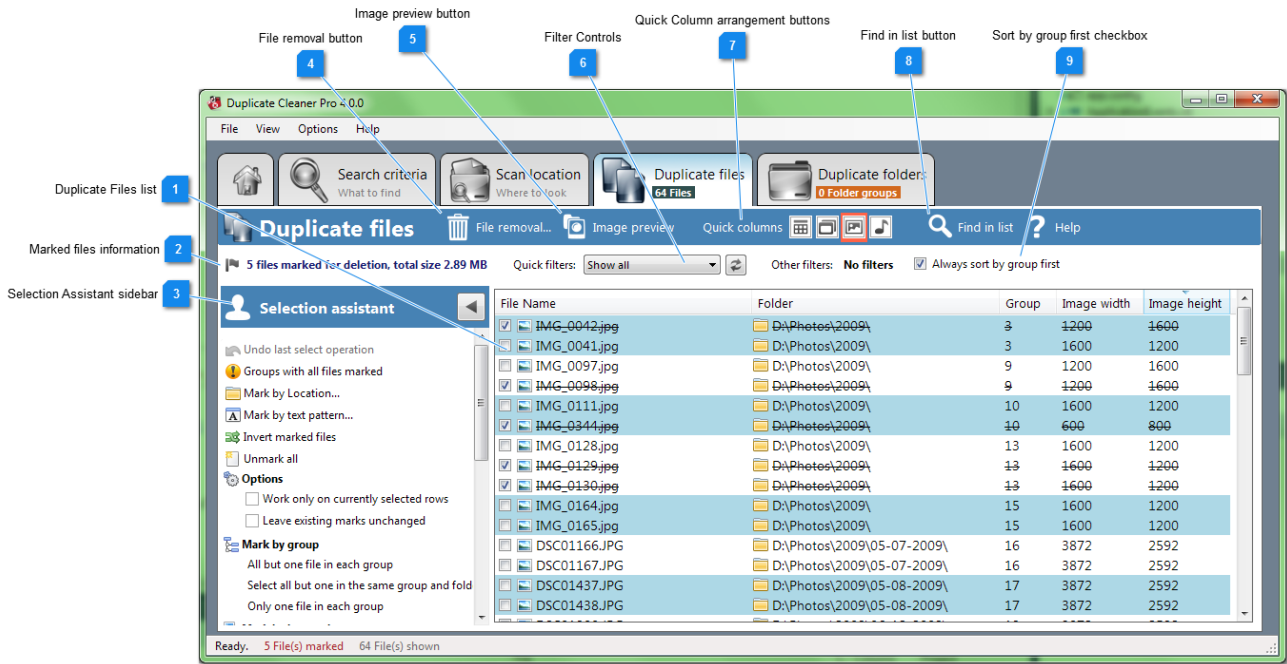 Image preview button
Quick Column arrangement buttons
File removal button
Filter Controls
Find in list button
Sort by group first checkbox
5
7
4
6
8
9
Duplicate Cleaner Pro 4.0.0
File View Options Help
Search criteria
What to find
Scan location
Where to look
Duplicate files
64 Files
Duplicate folders
0 Folder groups
Duplicate Files list 1
Duplicate files
File removal... Image preview Quick columns Find in list ? Help
Marked files information 2
5 files marked for deletion, total size 2.89 MB Quick filters: Show all Other filters: No filters Always sort by group first
Selection Assistant sidebar 3
Selection assistant
Undo last select operation
Groups with all files marked
Mark by Location...
A Mark by text pattern...
Invert marked files
Unmark all
Options
Work only on currently selected rows
Leave existing marks unchanged
Mark by group
All but one file in each group
Select all but one in the same group and fold
Only one file in each group
File Name Folder Group Image width Image height
IMG_0042.jpg D:\Photos\2009\ 3 1200 1600
IMG_0041.jpg D:\Photos\2009\ 3 1600 1200
IMG_0097.jpg D:\Photos\2009\ 9 1200 1600
IMG_0098.jpg D:\Photos\2009\ 9 1200 1600
IMG_0111.jpg D:\Photos\2009\ 10 1600 1200
IMG_0344.jpg D:\Photos\2009\ 10 600 800
IMG_0128.jpg D:\Photos\2009\ 13 1600 1200
IMG_0129.jpg D:\Photos\2009\ 13 1600 1200
IMG_0130.jpg D:\Photos\2009\ 13 1600 1200
IMG_0164.jpg D:\Photos\2009\ 15 1600 1200
IMG_0165.jpg D:\Photos\2009\ 15 1600 1200
DSC01166.JPG D:\Photos\2009\05-07-2009\ 16 3872 2592
DSC01167.JPG D:\Photos\2009\05-07-2009\ 16 3872 2592
DSC01437.JPG D:\Photos\2009\05-08-2009\ 17 3872 2592
DSC01438.JPG D:\Photos\2009\05-08-2009\ 17 3872 2592
Ready. 5 File(s) marked 64 File(s) shown